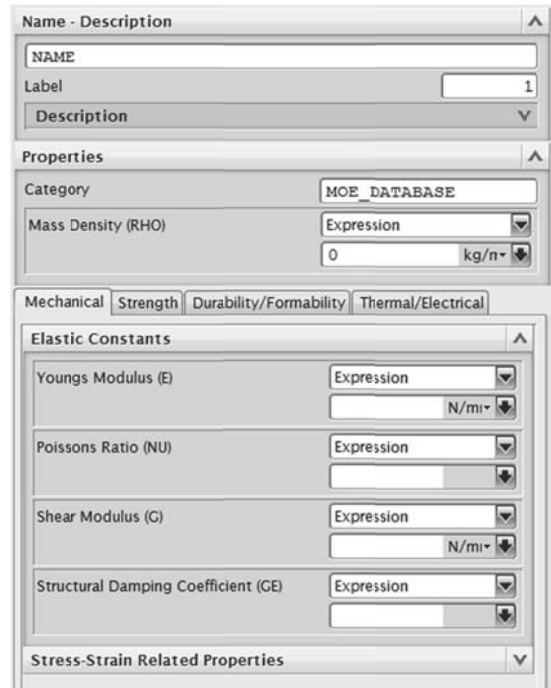 Name - Description
NAME
Label 1
Description
Properties
Category MOE_DATABASE
Mass Density (RHO) Expression
0 kg/n
Mechanical Strength Durability/Formability Thermal/Electrical
Elastic Constants
Youngs Modulus (E) Expression
N/mı
Poissons Ratio (NU) Expression
Shear Modulus (G) Expression
N/mı
Structural Damping Coefficient (GE) Expression
Stress-Strain Related Properties